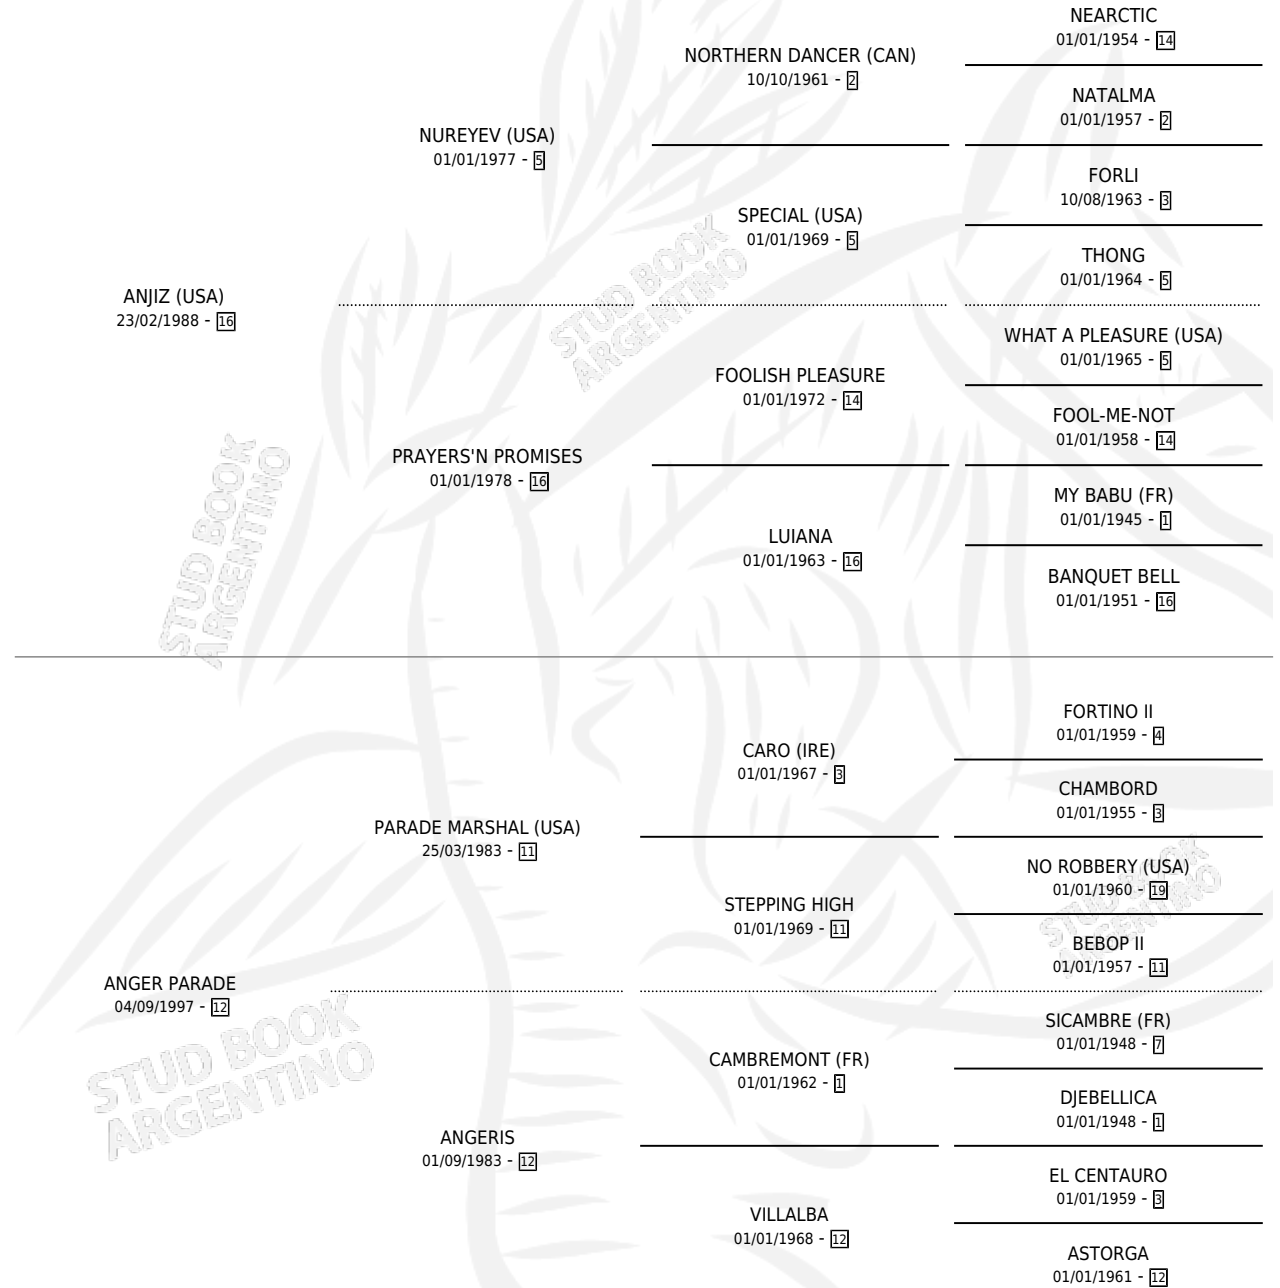 NEARCTIC
01/01/1954 - 14
NORTHERN DANCER (CAN)
10/10/1961 - 2
NATALMA
01/01/1957 - 2
NUREYEV (USA)
01/01/1977 - 5
FORLI
10/08/1963 - 3
SPECIAL (USA)
01/01/1969 - 5
THONG
01/01/1964 - 5
ANJIZ (USA)
23/02/1988 - 16
WHAT A PLEASURE (USA)
01/01/1965 - 5
FOOLISH PLEASURE
01/01/1972 - 14
FOOL-ME-NOT
01/01/1958 - 14
PRAYERS'N PROMISES
01/01/1978 - 16
MY BABU (FR)
01/01/1945 - 1
LUIANA
01/01/1963 - 16
BANQUET BELL
01/01/1951 - 16
FORTINO II
01/01/1959 - 4
CARO (IRE)
01/01/1967 - 3
CHAMBORD
01/01/1955 - 3
PARADE MARSHAL (USA)
25/03/1983 - 11
NO ROBBERY (USA)
01/01/1960 - 19
STEPPING HIGH
01/01/1969 - 11
BEBOP II
01/01/1957 - 11
ANGER PARADE
04/09/1997 - 12
SICAMBRE (FR)
01/01/1948 - 7
CAMBREMONT (FR)
01/01/1962 - 1
DJEBELLICA
01/01/1948 - 1
ANGERIS
01/09/1983 - 12
EL CENTAURO
01/01/1959 - 3
VILLALBA
01/01/1968 - 12
ASTORGA
01/01/1961 - 12
STUD BOOK
ARGENTINO
STUD BOOK
ARGENTINO
STUD BOOK
ARGENTINO
STUD BOOK
ARGENTINO